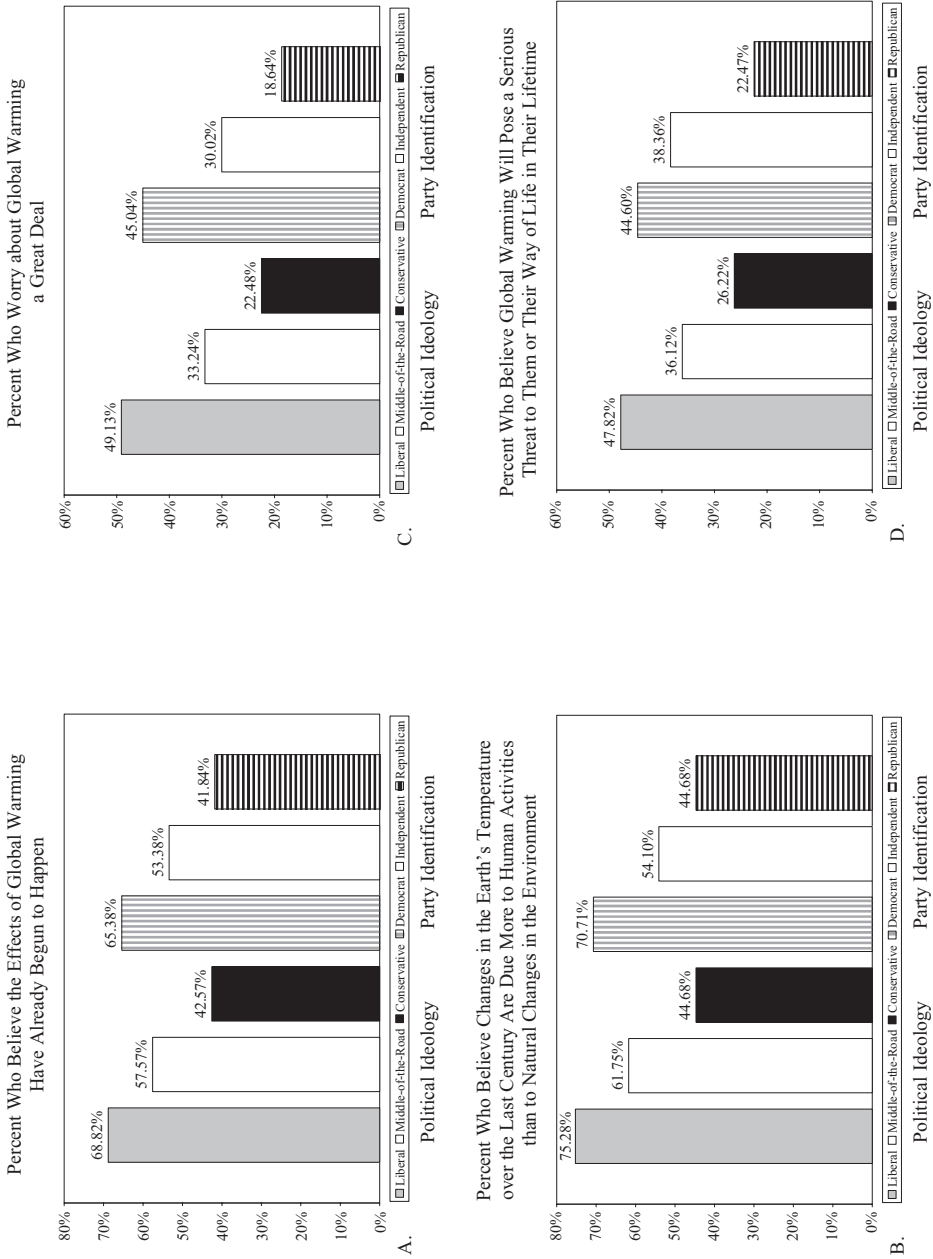 Percent Who Believe the Effects of Global Warming
Have Already Begun to Happen
80%
70%
60%
50%
40%
30%
20%
10%
0%
68.82%
57.57%
42.57%
65.38%
53.38%
41.84%
Liberal Middle-of-the-Road Conservative Democrat Independent Republican
Political Ideology Party Identification
A.
Percent Who Believe Changes in the Earth's Temperature
over the Last Century Are Due More to Human Activities
than to Natural Changes in the Environment
80%
70%
60%
50%
40%
30%
20%
10%
0%
75.28%
61.75%
44.68%
70.71%
54.10%
44.68%
Liberal Middle-of-the-Road Conservative Democrat Independent Republican
Political Ideology Party Identification
B.
Percent Who Worry about Global Warming
a Great Deal
60%
50%
40%
30%
20%
10%
0%
49.13%
33.24%
22.48%
45.04%
30.02%
18.64%
Liberal Middle-of-the-Road Conservative Democrat Independent Republican
Political Ideology Party Identification
C.
Percent Who Believe Global Warming Will Pose a Serious
Threat to Them or Their Way of Life in Their Lifetime
60%
50%
40%
30%
20%
10%
0%
47.82%
36.12%
26.22%
44.60%
38.36%
22.47%
Liberal Middle-of-the-Road Conservative Democrat Independent Republican
Political Ideology Party Identification
D.